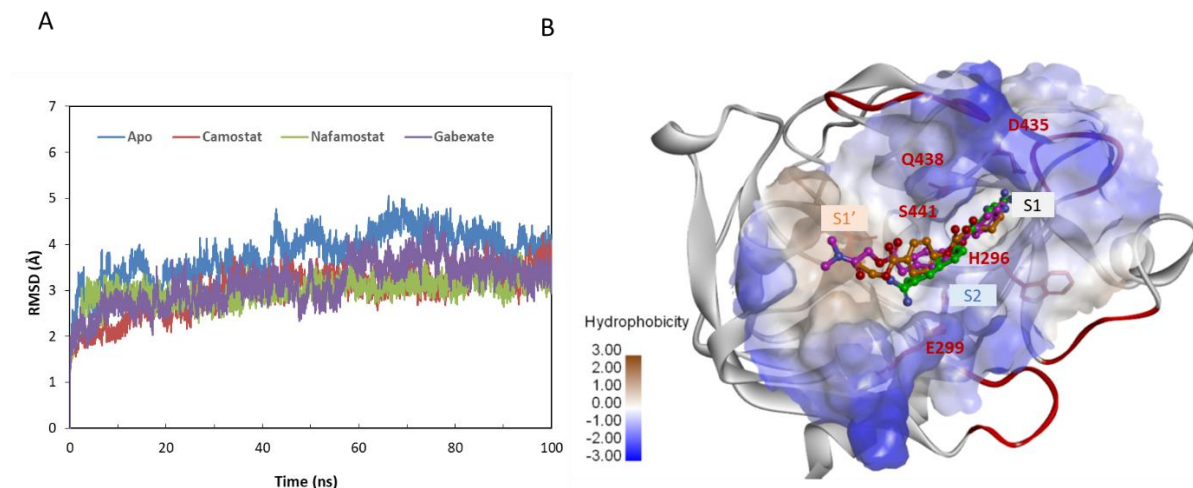 A
B
7
6
5
4
3
2
1
0
RMSD (Å)
Apo Camostat Nafamostat Gabexate
0 20 40 60 80 100
Time (ns)
D435
Q438
S441
S1
S1'
H296
S2
E299
Hydrophobicity
3.00
2.00
1.00
0.00
-1.00
-2.00
-3.00